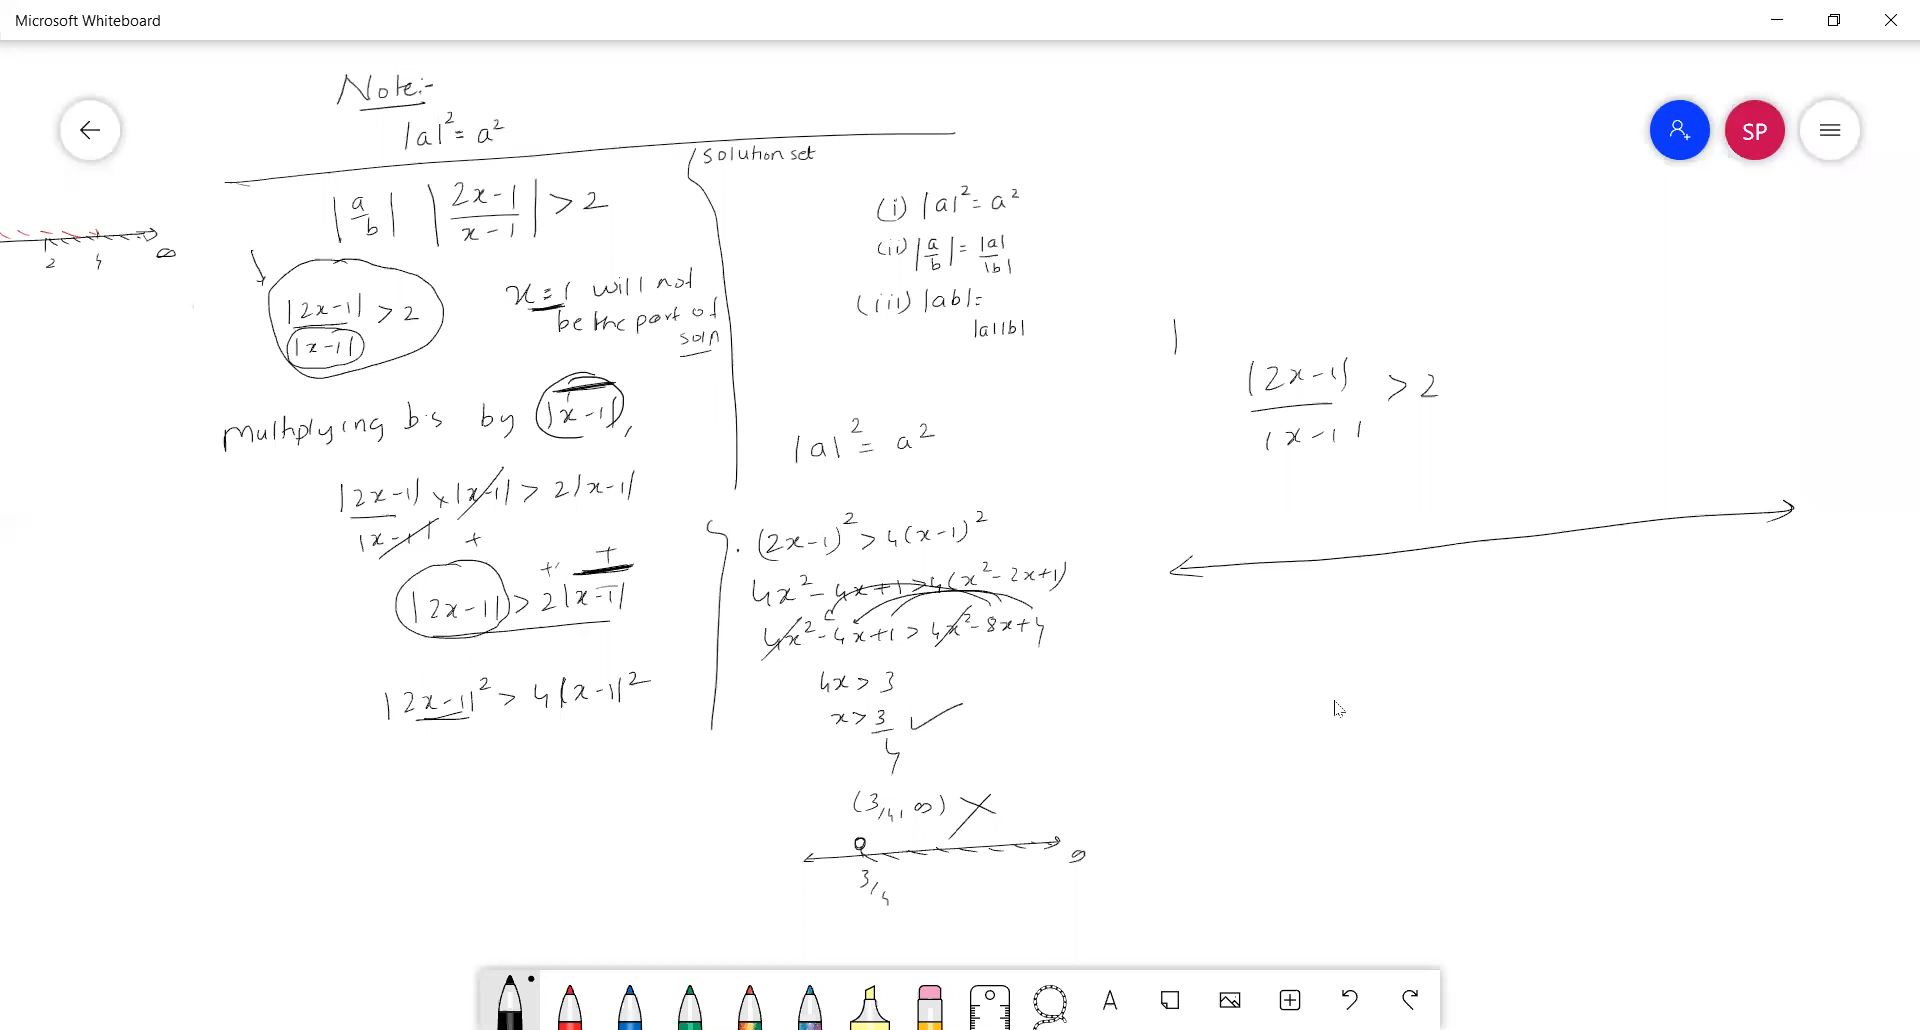 Microsoft Whiteboard
SP
Note:-
|a|² = a²
solution set
|a/b| |2x-1/x-1| > 2
|2x-1|/|x-1| > 2
x = 1 will not
be the part of
soln
multiplying b.s by |x-1|,
|2x-1|/|x-1| × |x-1| > 2|x-1|
+
+ +
|2x-1| > 2|x-1|
|2x-1|² > 4|x-1|²
2 4 ∞
(i) |a|² = a²
(ii) |a/b| = |a|/|b|
(iii) |ab| =
|a||b|
|a|² = a²
. (2x-1)² > 4(x-1)²
4x² - 4x+1 > 4(x² - 2x+1)
4x² - 4x+1 > 4x² - 8x+4
4x > 3
x > 3/4
(3/4, ∞)
3/4 ∞
|
|2x-1|/|x-1| > 2
A